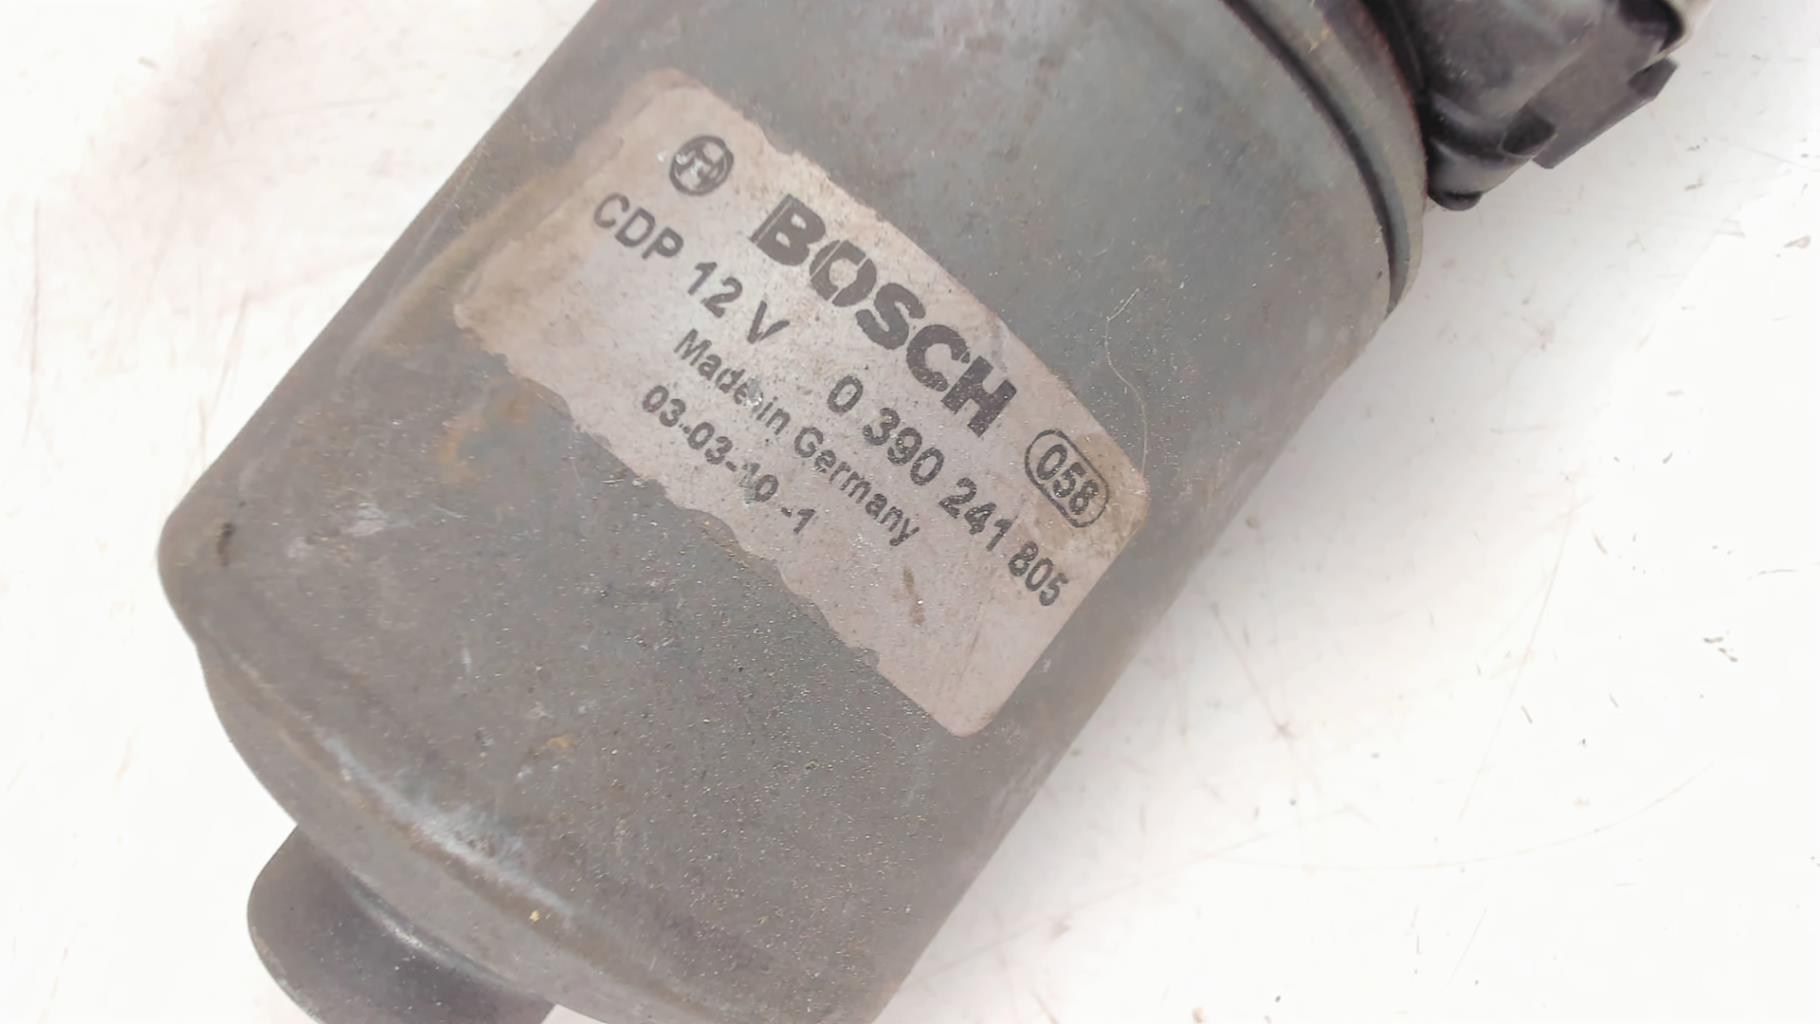 BOSCH
058
CDP 12 V 0 390 241 805
Made in Germany
03-03-10 -1